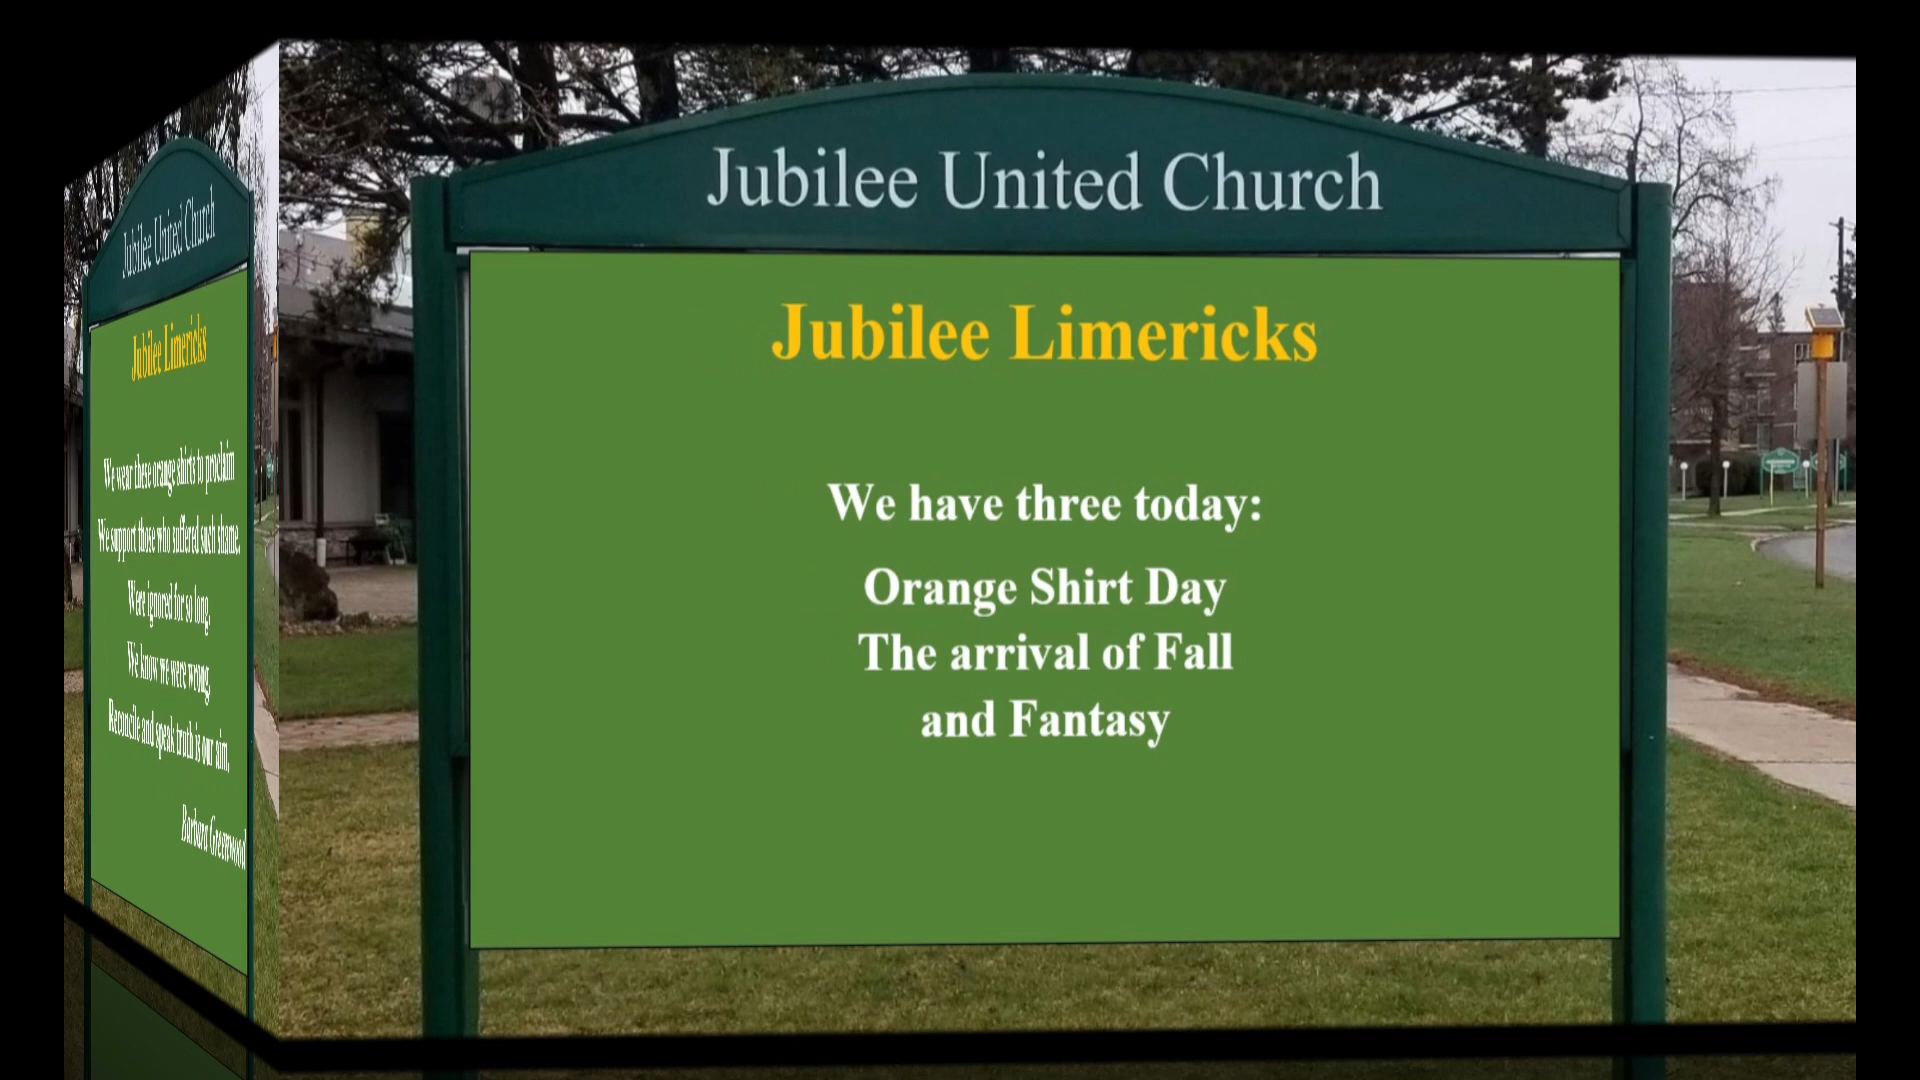 Jubilee United Church
Jubilee Limericks
We wear these orange shirts to proclaim
We support those who suffered such shame.
Were ignored for so long,
We know we were wrong,
Reconcile and speak truth is our aim.
Barbara Greenwood
Jubilee United Church
Jubilee Limericks
We have three today:
Orange Shirt Day
The arrival of Fall
and Fantasy